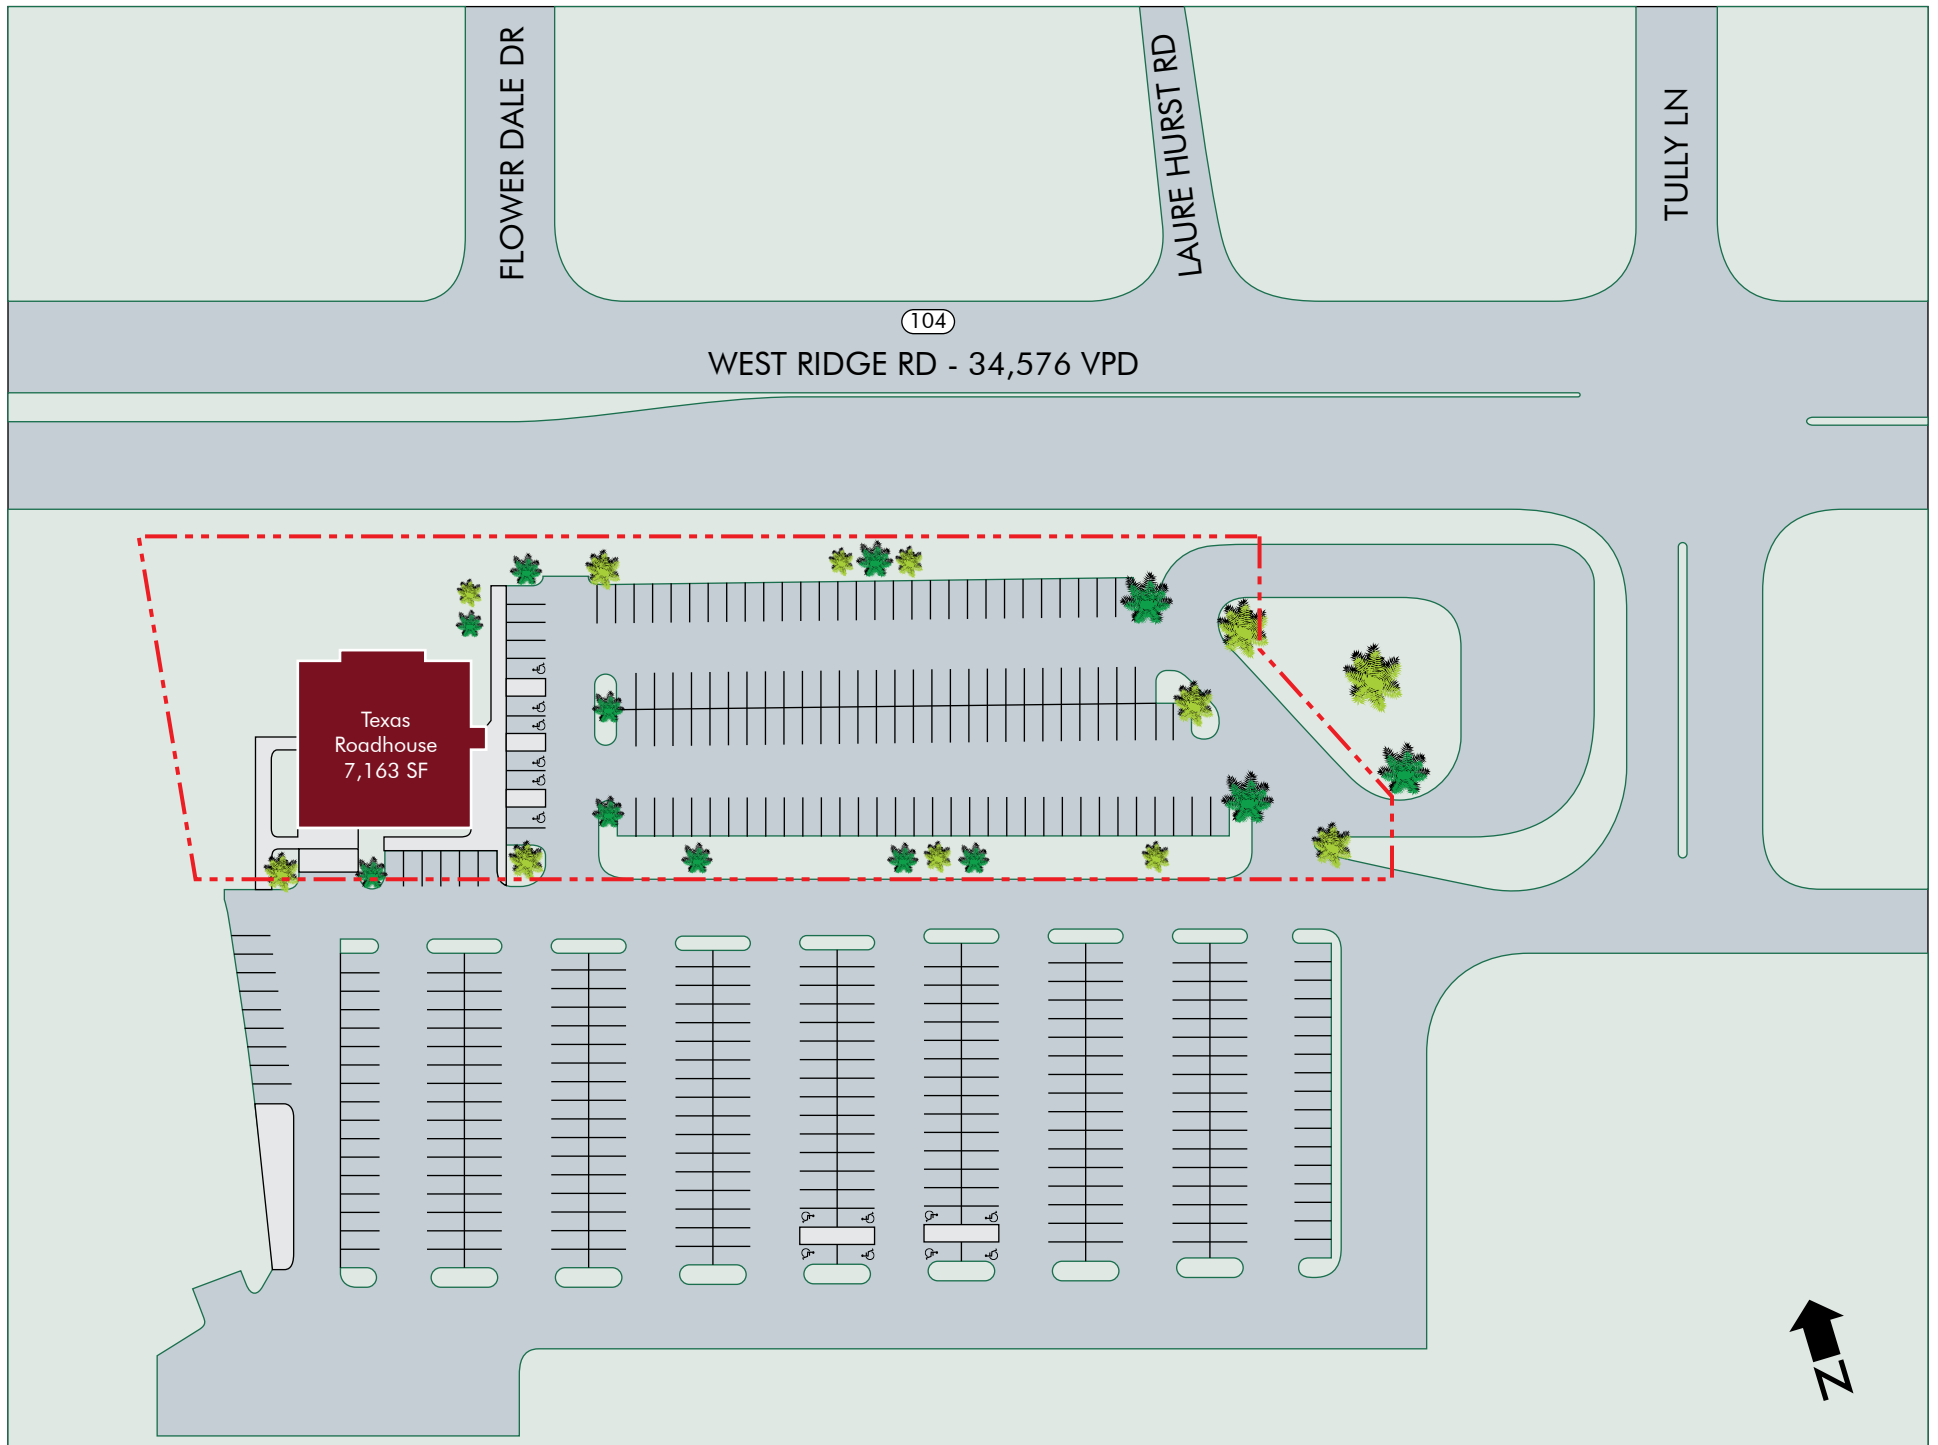 FLOWER DALE DR
LAURE HURST RD
TULLY LN
104
WEST RIDGE RD - 34,576 VPD
Texas
Roadhouse
7,163 SF
N